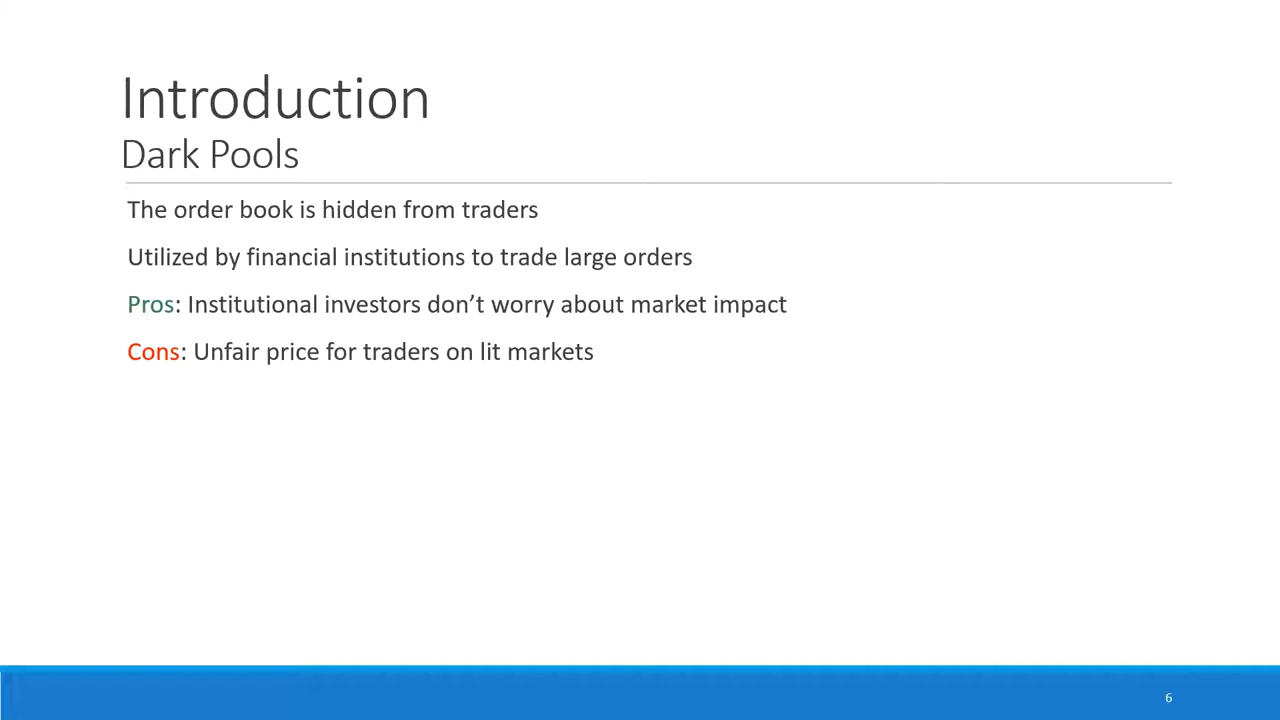 Introduction
Dark Pools
The order book is hidden from traders
Utilized by financial institutions to trade large orders
Pros: Institutional investors don’t worry about market impact
Cons: Unfair price for traders on lit markets
6